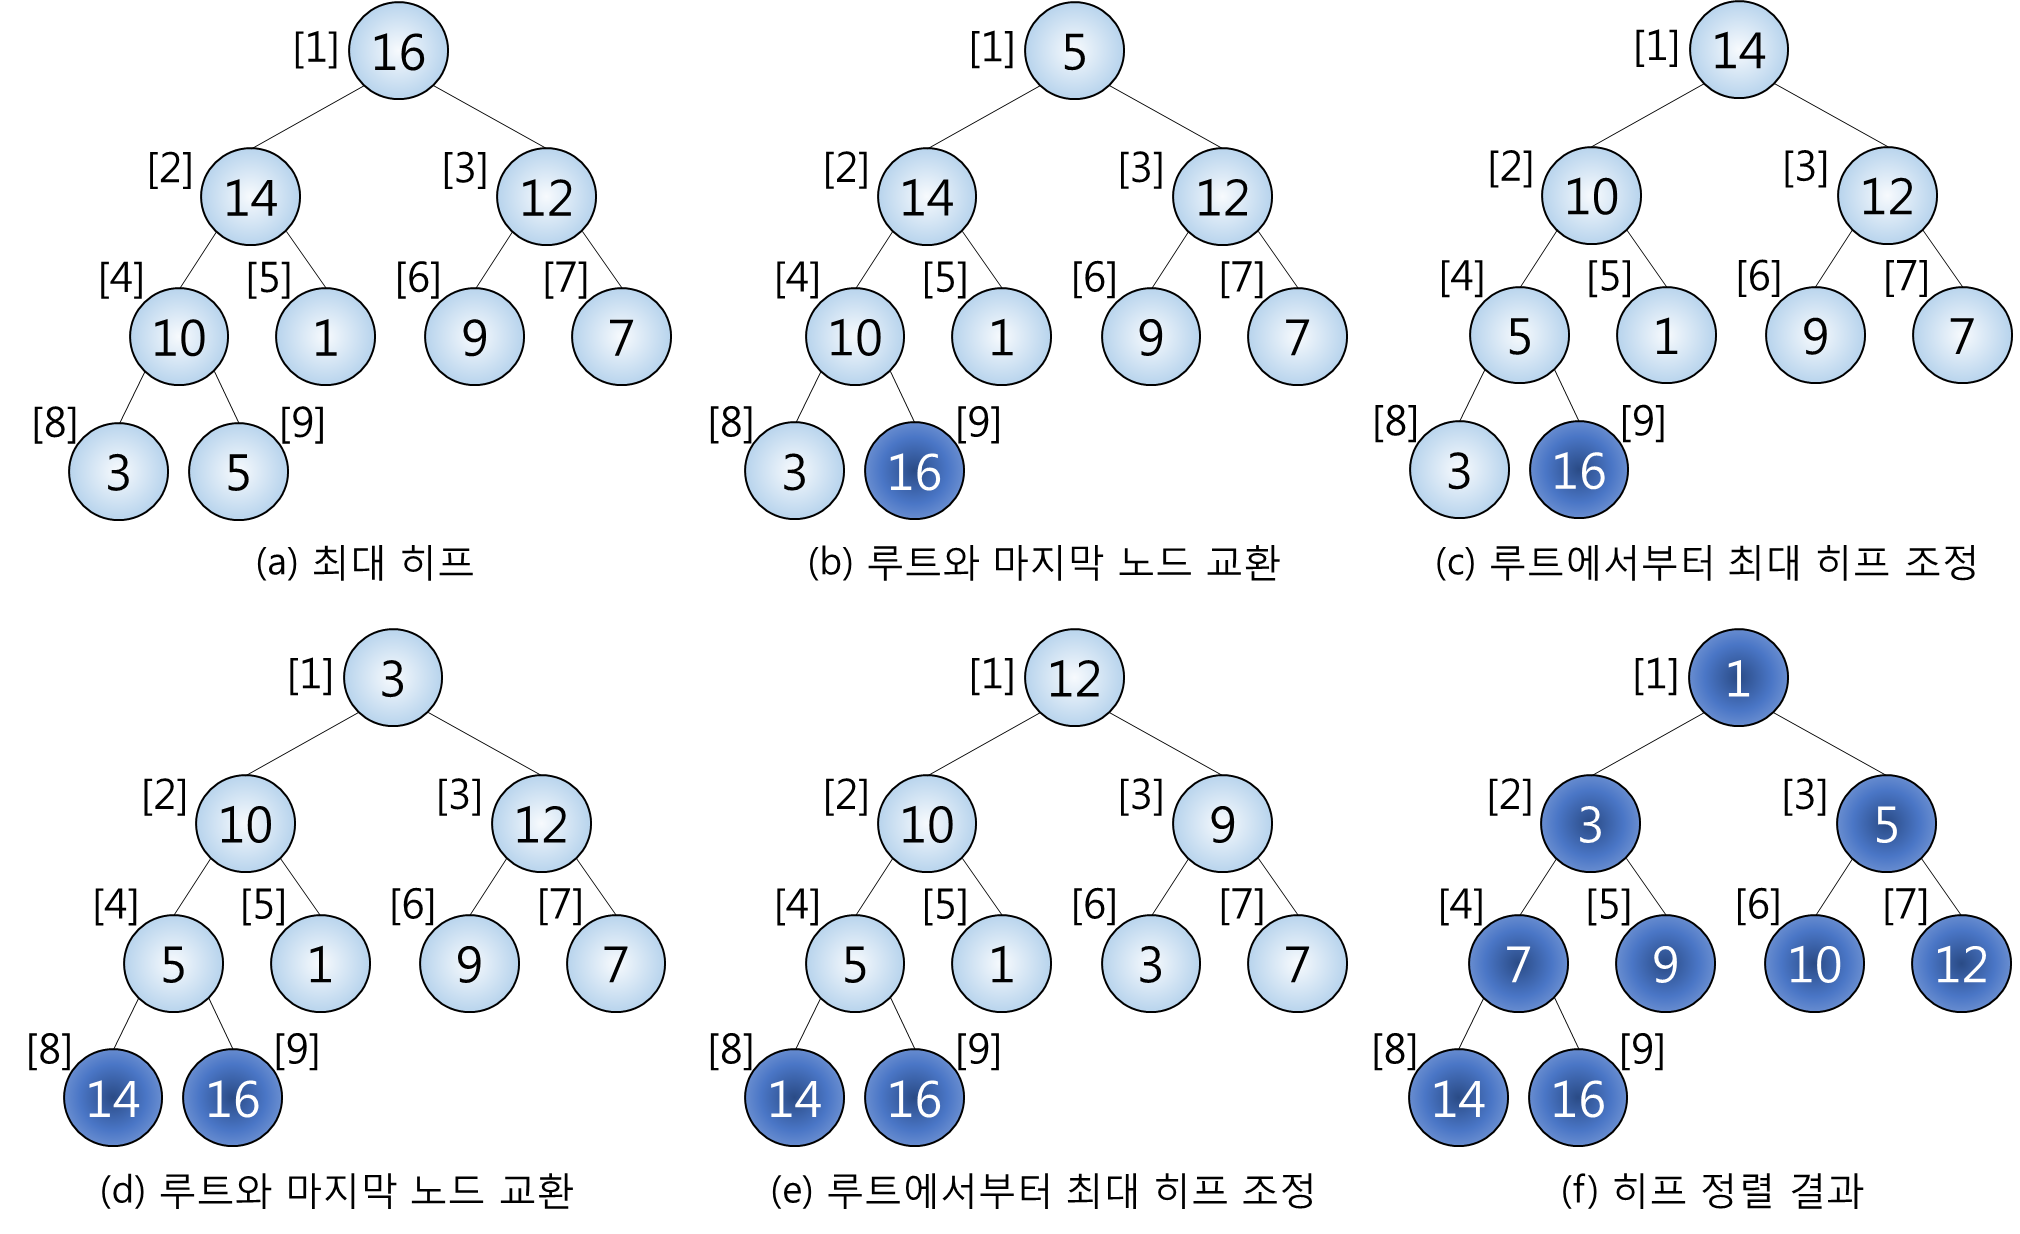 [1] 16 [1] 5 [1] 14
[2] 14 [3] 12 [2] 14 [3] 12 [2] 10 [3] 12
[4] [5] [6] [7] [4] [5] [6] [7] [4] [5] [6] [7]
10 1 9 7 10 1 9 7 5 1 9 7
[8] [9] [8] [9] [8] [9]
3 5 3 16 3 16
(a) 최대 히프 (b) 루트와 마지막 노드 교환 (c) 루트에서부터 최대 히프 조정
[1] 3 [1] 12 [1] 1
[2] 10 [3] 12 [2] 10 [3] 9 [2] 3 [3] 5
[4] [5] [6] [7] [4] [5] [6] [7] [4] [5] [6] [7]
5 1 9 7 5 1 3 7 7 9 10 12
[8] [9] [8] [9] [8] [9]
14 16 14 16 14 16
(d) 루트와 마지막 노드 교환 (e) 루트에서부터 최대 히프 조정 (f) 히프 정렬 결과